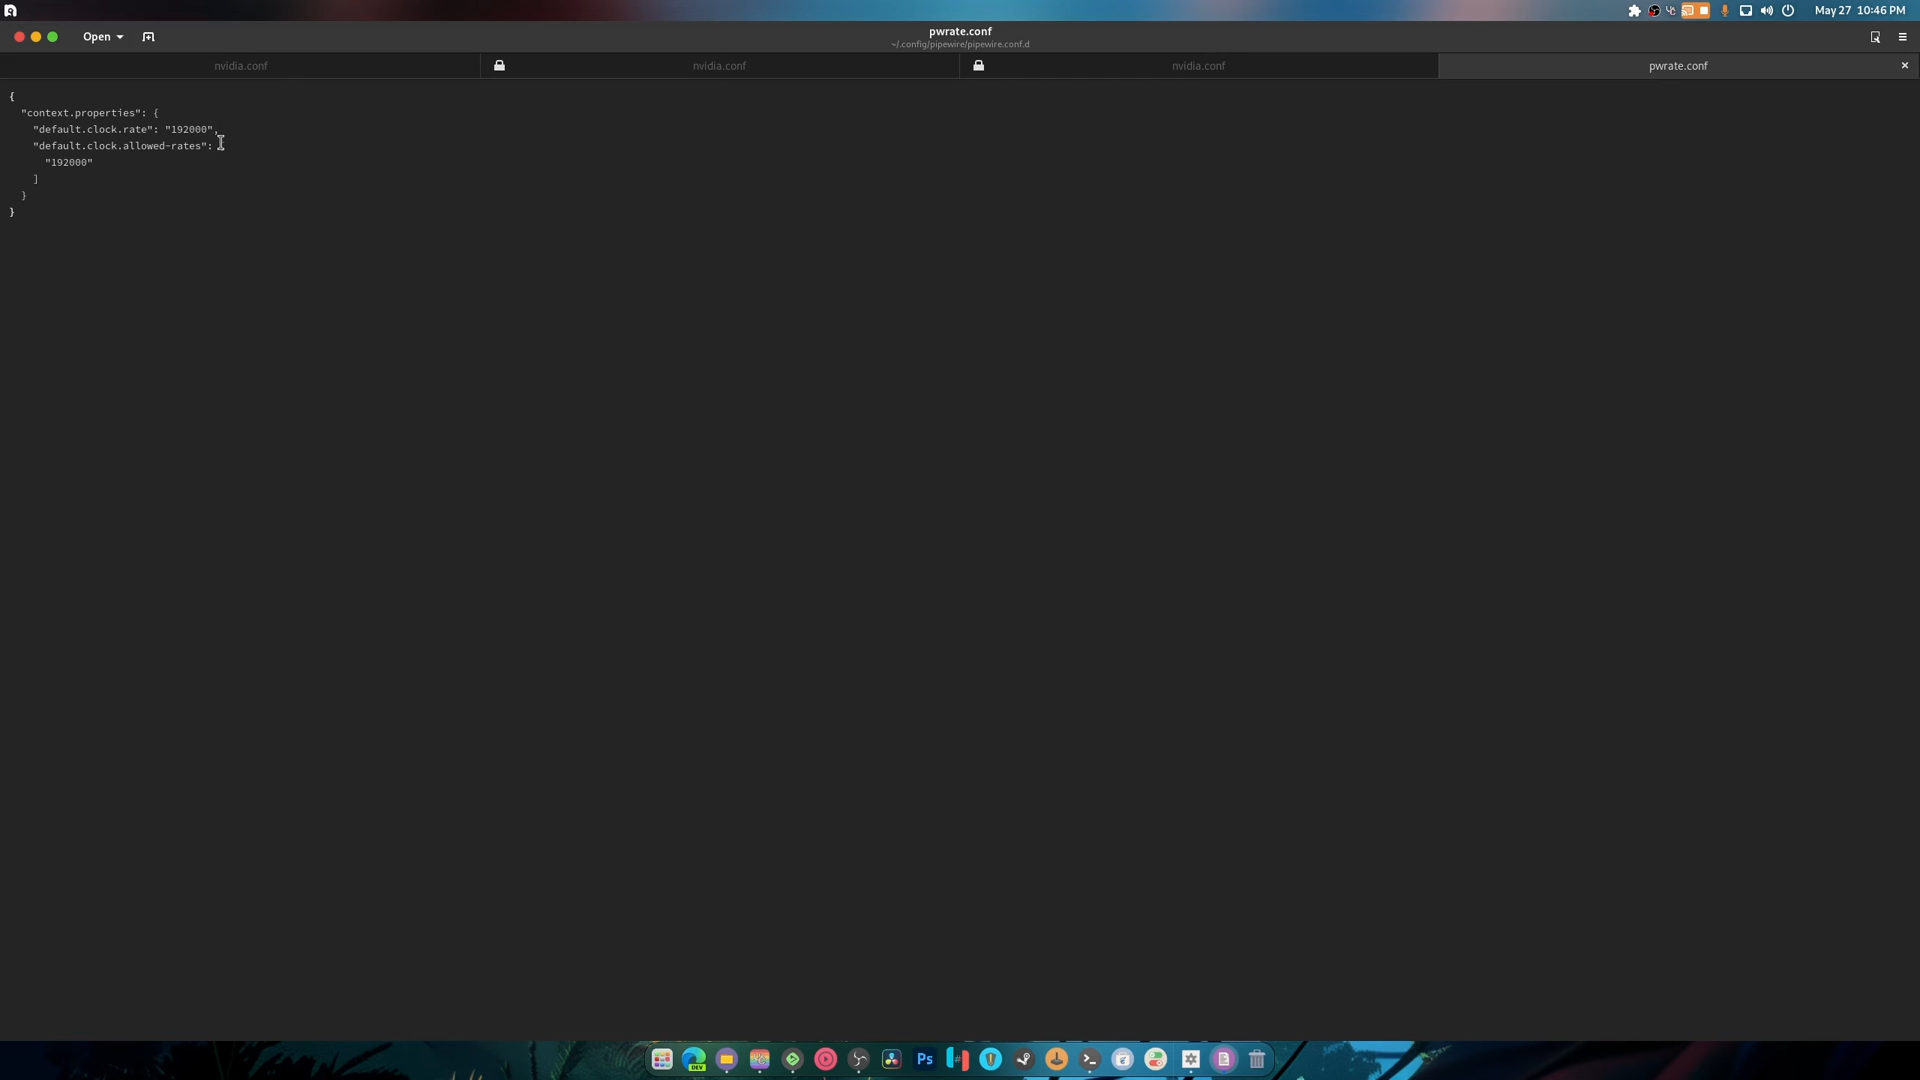 May 27 10:46 PM
Open
pwrate.conf
~/.config/pipewire/pipewire.conf.d
nvidia.conf
nvidia.conf
nvidia.conf
pwrate.conf
{
"context.properties": {
"default.clock.rate": "192000",
"default.clock.allowed-rates":
"192000"
]
}
}
DEV
Ps